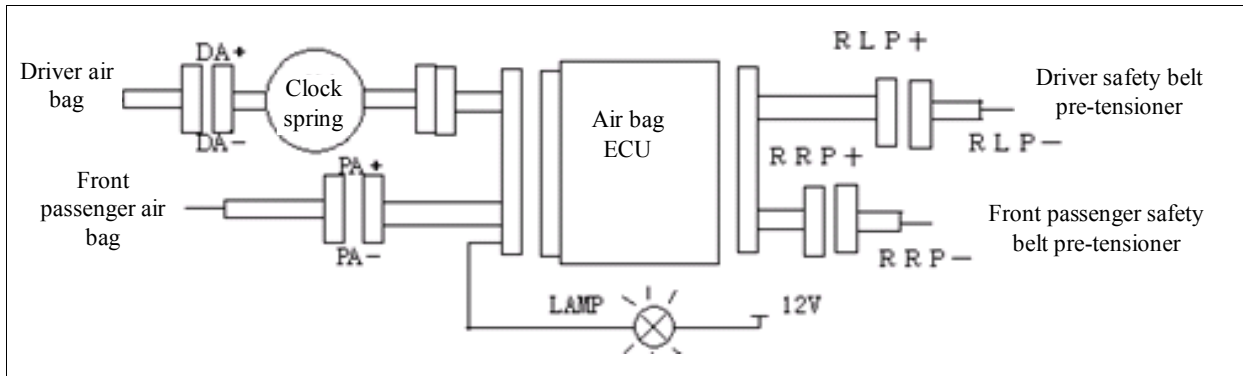 Driver air
bag
DA+
DA-
Clock
spring
Air bag
ECU
RLP+
Driver safety belt
pre-tensioner
RLP-
Front
passenger air
bag
PA+
PA-
RRP+
Front passenger safety
belt pre-tensioner
RRP-
LAMP
12V